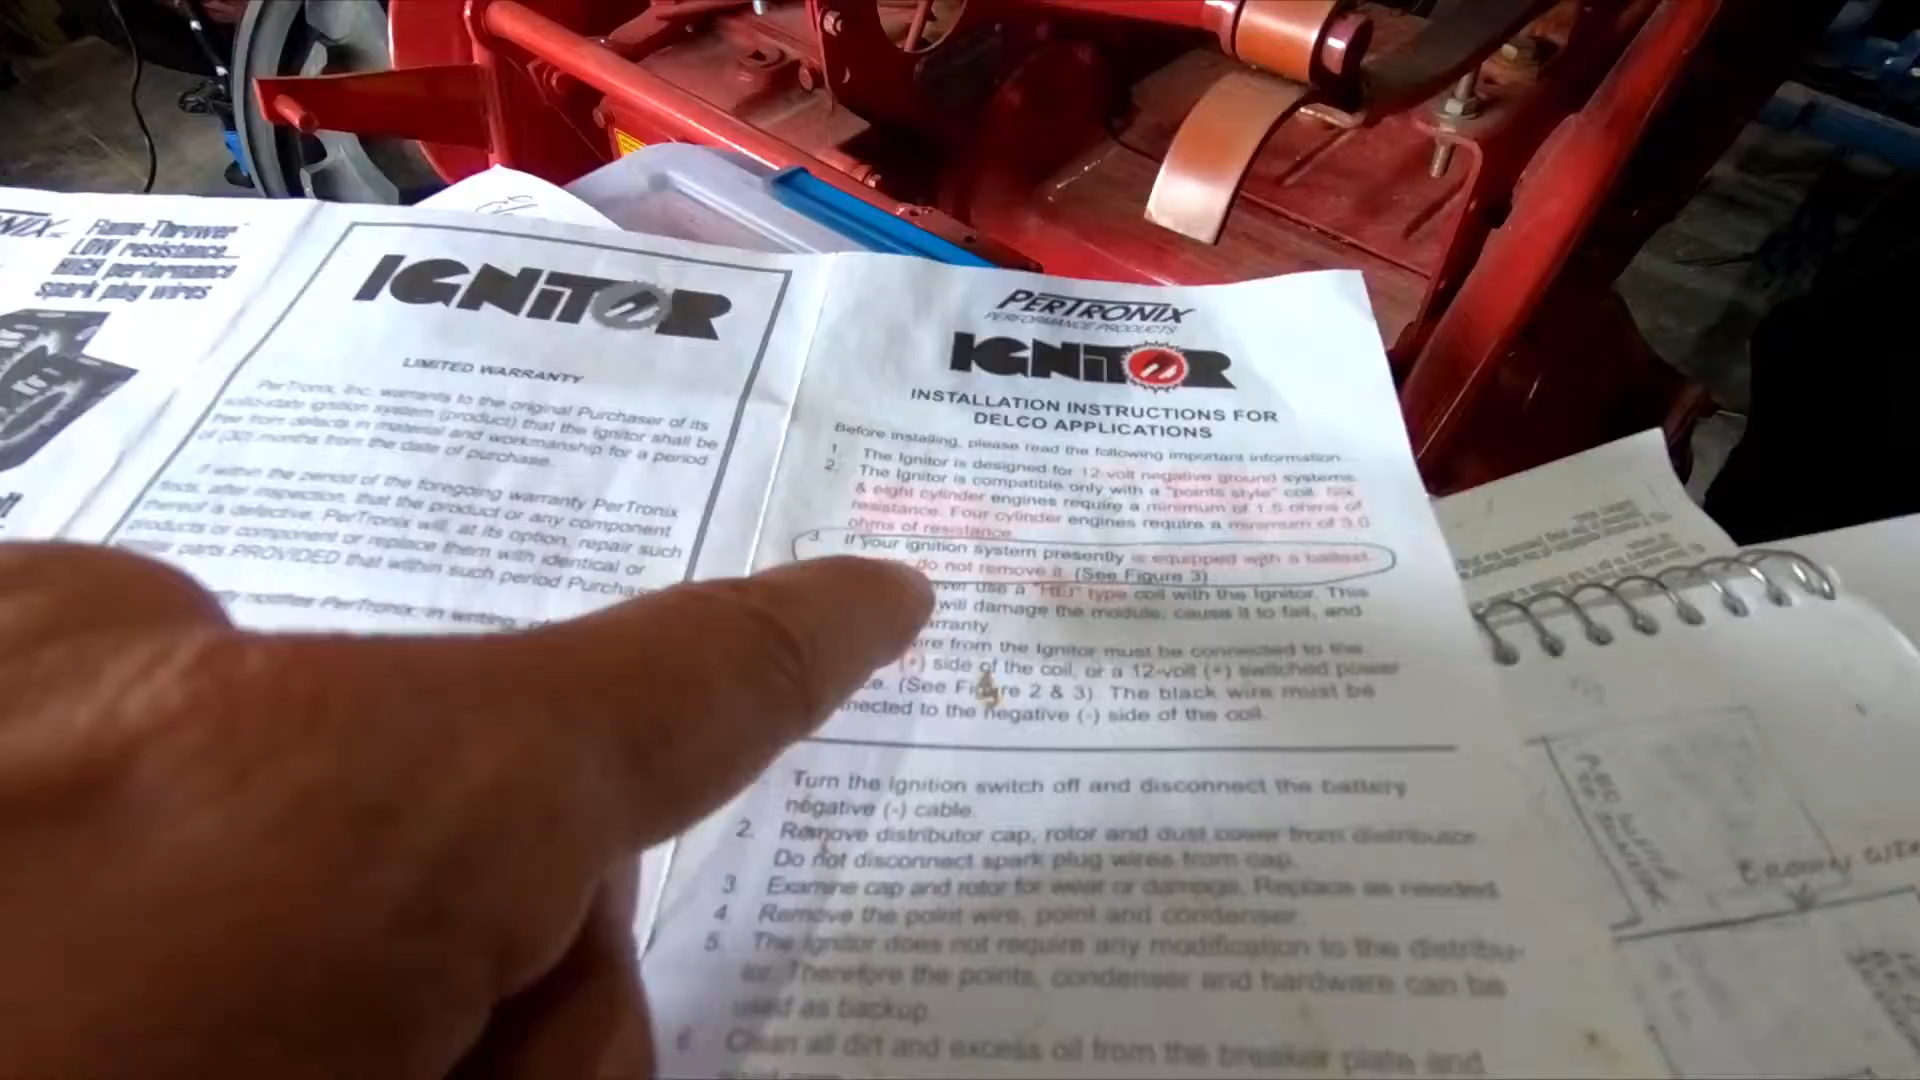 Flame-Thrower
LOW resistance...
HIGH performance
spark plug wires
IGNITOR
LIMITED WARRANTY
PerTronix, Inc. warrants to the original Purchaser of its
solid-state ignition system (product) that the Ignitor shall be
free from defects in material and workmanship for a period
of (30) months from the date of purchase.
If within the period of the foregoing warranty PerTronix
finds, after inspection, that the product or any component
thereof is defective, PerTronix will, at its option, repair such
products or component or replace them with identical or
parts PROVIDED that within such period
notifies PerTronix, in writing, of
PERTRONIX
PERFORMANCE PRODUCTS
IGNITOR
INSTALLATION INSTRUCTIONS FOR
DELCO APPLICATIONS
Before installing, please read the following important information
1. The Ignitor is designed for 12-volt negative ground systems.
2. The Ignitor is compatible only with a "points style" coil. Six
& eight cylinder engines require a minimum of 1.5 ohms of
resistance. Four cylinder engines require a minimum of 3.0
ohms of resistance.
3. If your ignition system presently is equipped with a ballast
do not remove it. (See Figure 3)
use a "HEI" type coil with the Ignitor. This
will damage the module, cause it to fail, and
from the Ignitor must be connected to the
(+) side of the coil, or a 12-volt (+) switched power
(See Figure 2 & 3). The black wire must be
to the negative (-) side of the coil.
Turn the ignition switch off and disconnect the battery
negative (-) cable.
2. Remove distributor cap, rotor and dust cover from distributor.
Do not disconnect spark plug wires from cap.
3. Examine cap and rotor for wear or damage. Replace as needed.
4. Remove the point wire, point and condenser.
5. The Ignitor does not require any modification to the distribu-
tor. Therefore the points, condenser and hardware can be
used as backup.
6. Clean all dirt and excess oil from the breaker plate and